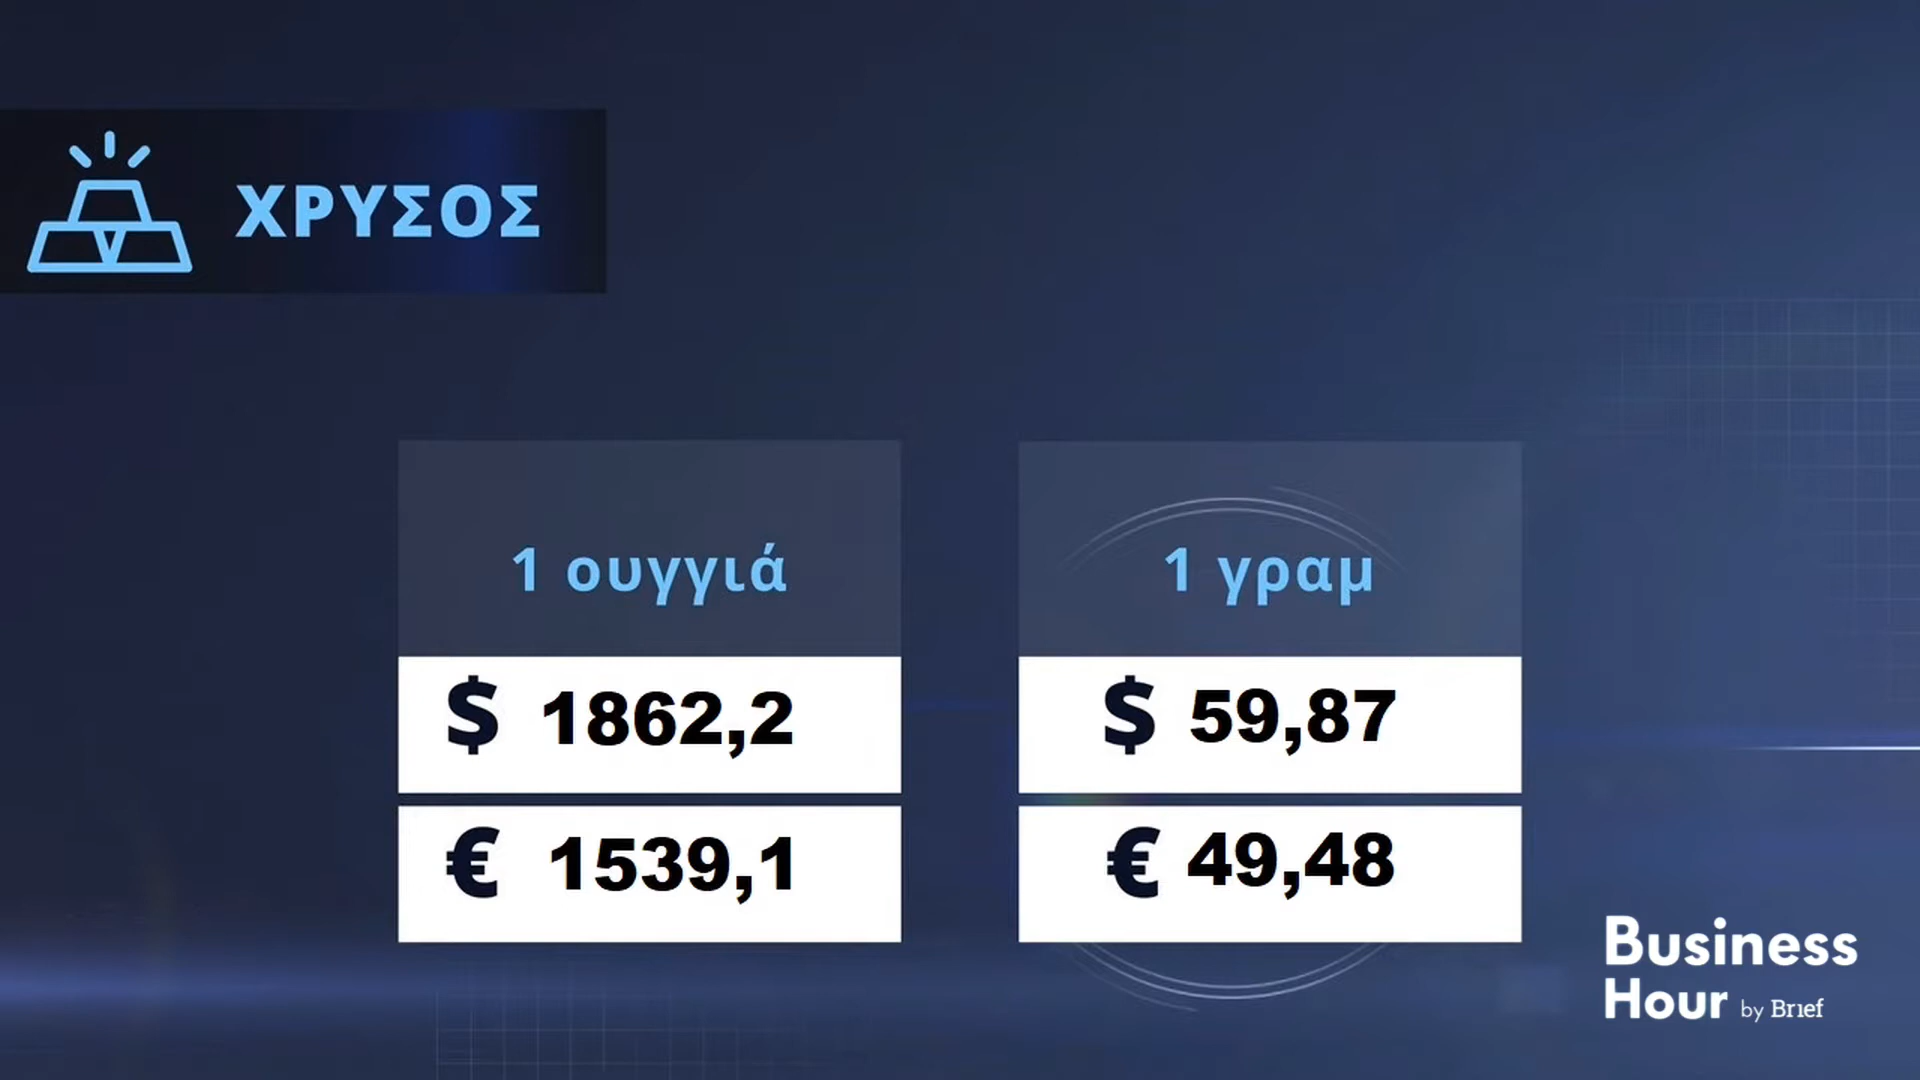 ΧΡΥΣΟΣ
1 ουγγιά
$ 1862,2
€ 1539,1
1 γραμ
$ 59,87
€ 49,48
Business
Hour by Brief